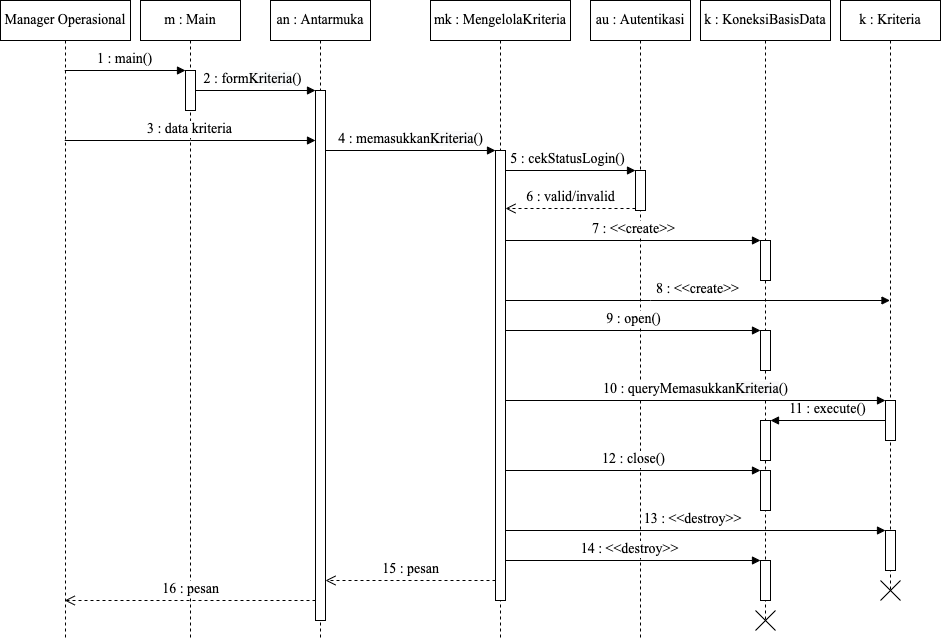 Manager Operasional
m : Main
an : Antarmuka
mk : MengelolaKriteria
au : Autentikasi
k : KoneksiBasisData
k : Kriteria
1 : main()
2 : formKriteria()
3 : data kriteria
4 : memasukkanKriteria()
5 : cekStatusLogin()
6 : valid/invalid
7 : <<create>>
8 : <<create>>
9 : open()
10 : queryMemasukkanKriteria()
11 : execute()
12 : close()
13 : <<destroy>>
14 : <<destroy>>
15 : pesan
16 : pesan